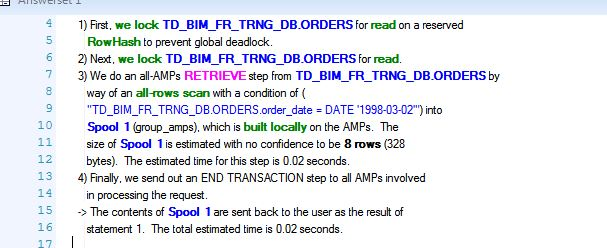 Answerset 1
4 1) First, we lock TD_BIM_FR_TRNG_DB.ORDERS for read on a reserved
5 RowHash to prevent global deadlock.
6 2) Next, we lock TD_BIM_FR_TRNG_DB.ORDERS for read.
7 3) We do an all-AMPs RETRIEVE step from TD_BIM_FR_TRNG_DB.ORDERS by
8 way of an all-rows scan with a condition of (
9 "TD_BIM_FR_TRNG_DB.ORDERS.order_date = DATE '1998-03-02'") into
10 Spool 1 (group_amps), which is built locally on the AMPs. The
11 size of Spool 1 is estimated with no confidence to be 8 rows (328
12 bytes). The estimated time for this step is 0.02 seconds.
13 4) Finally, we send out an END TRANSACTION step to all AMPs involved
14 in processing the request.
15 -> The contents of Spool 1 are sent back to the user as the result of
16 statement 1. The total estimated time is 0.02 seconds.
17